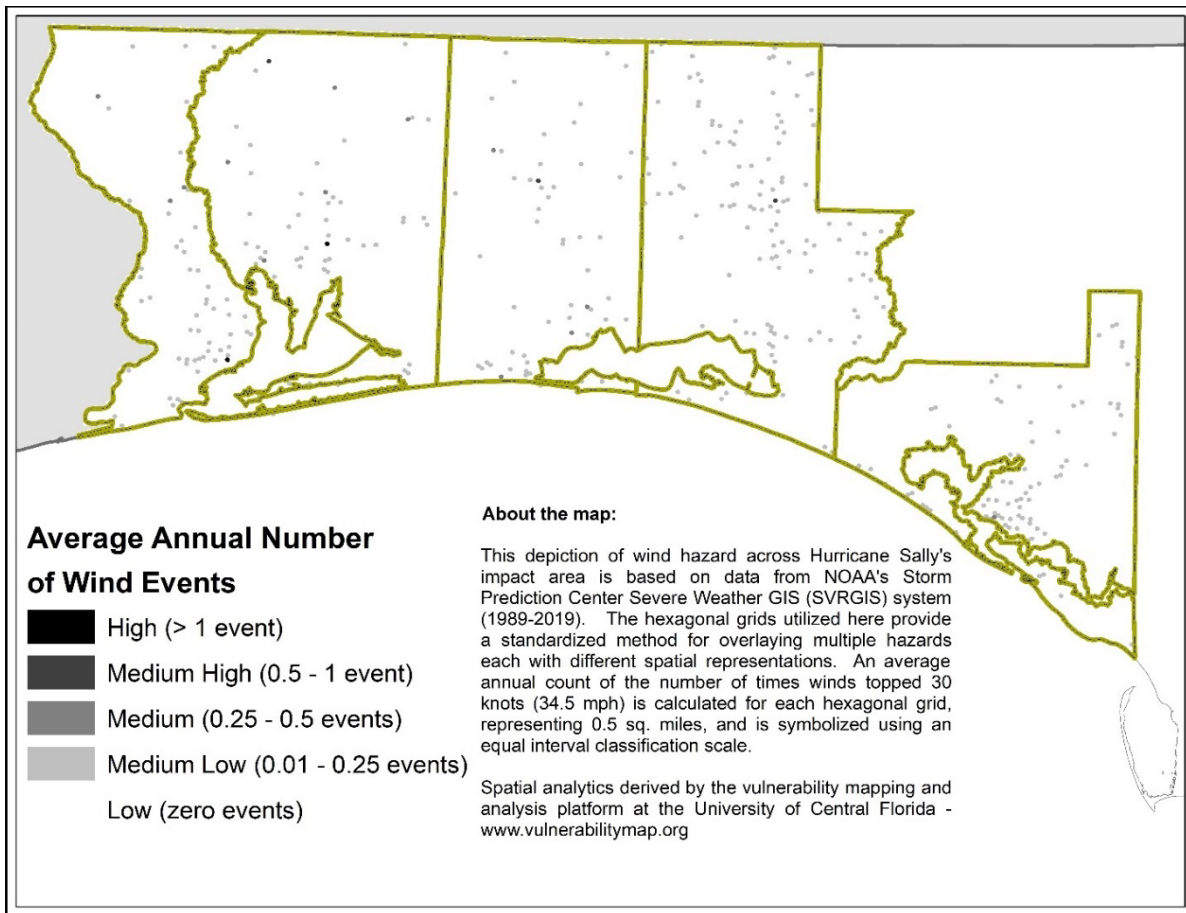 Average Annual Number
of Wind Events
High (> 1 event)
Medium High (0.5 - 1 event)
Medium (0.25 - 0.5 events)
Medium Low (0.01 - 0.25 events)
Low (zero events)
About the map:
This depiction of wind hazard across Hurricane Sally's
impact area is based on data from NOAA's Storm
Prediction Center Severe Weather GIS (SVRGIS) system
(1989-2019). The hexagonal grids utilized here provide
a standardized method for overlaying multiple hazards
each with different spatial representations. An average
annual count of the number of times winds topped 30
knots (34.5 mph) is calculated for each hexagonal grid,
representing 0.5 sq. miles, and is symbolized using an
equal interval classification scale.
Spatial analytics derived by the vulnerability mapping and
analysis platform at the University of Central Florida -
www.vulnerabilitymap.org